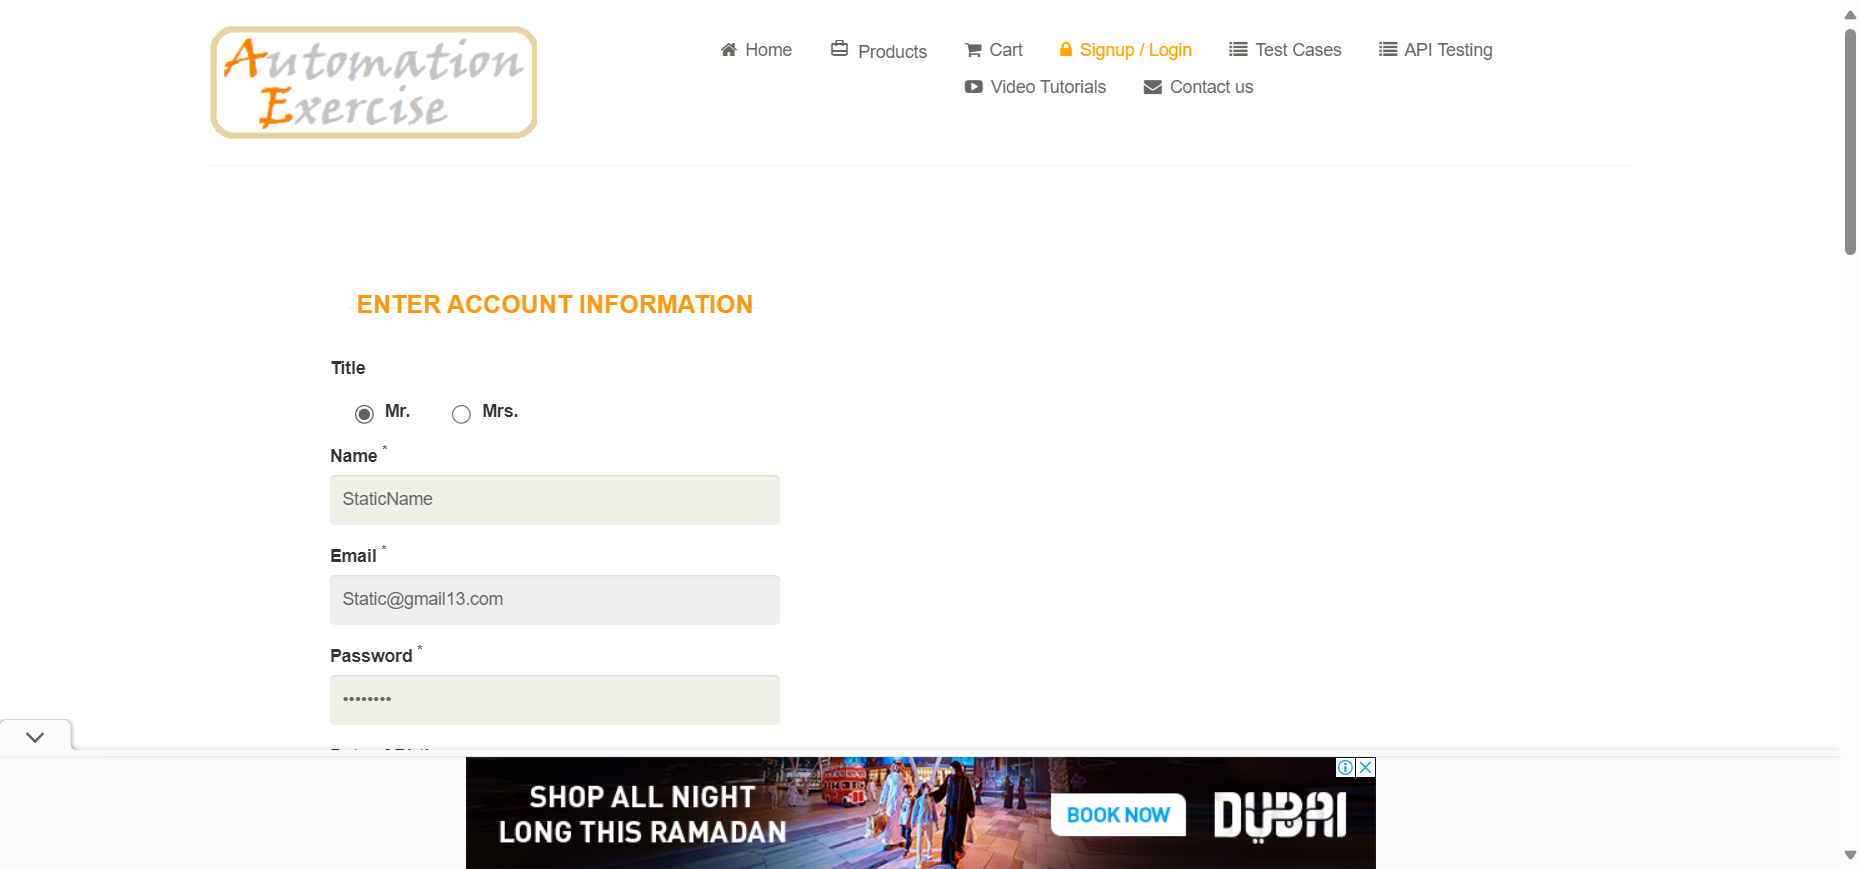 Automation
Exercise
Home
Products
Cart
Signup / Login
Test Cases
API Testing
Video Tutorials
Contact us
ENTER ACCOUNT INFORMATION
Title
Mr.
Mrs.
Name *
StaticName
Email *
Static@gmail13.com
Password *
••••••••
SHOP ALL NIGHT
LONG THIS RAMADAN
BOOK NOW
DUBAI